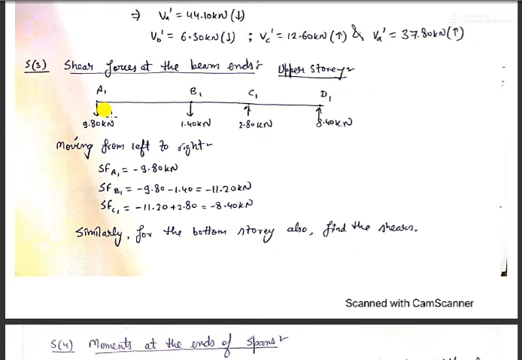 ⇒ Va' = 44.10kN (↓)
Vb' = 6.30kN (↓) ; Vc' = 12.60kN (↑) & Va' = 37.80kN (↑)
S(3) Shear forces at the beam ends:- Upper Storey:-
A1 B1 C1 D1
9.80kN 1.40kN 2.80kN 8.40kN
Moving from left to right:-
SFA1 = -9.80kN
SFB1 = -9.80 - 1.40 = -11.20kN
SFC1 = -11.20 + 2.80 = -8.40kN
Similarly, for the bottom storey also, find the shears.
Scanned with CamScanner
S(4) Moments at the ends of spans:-